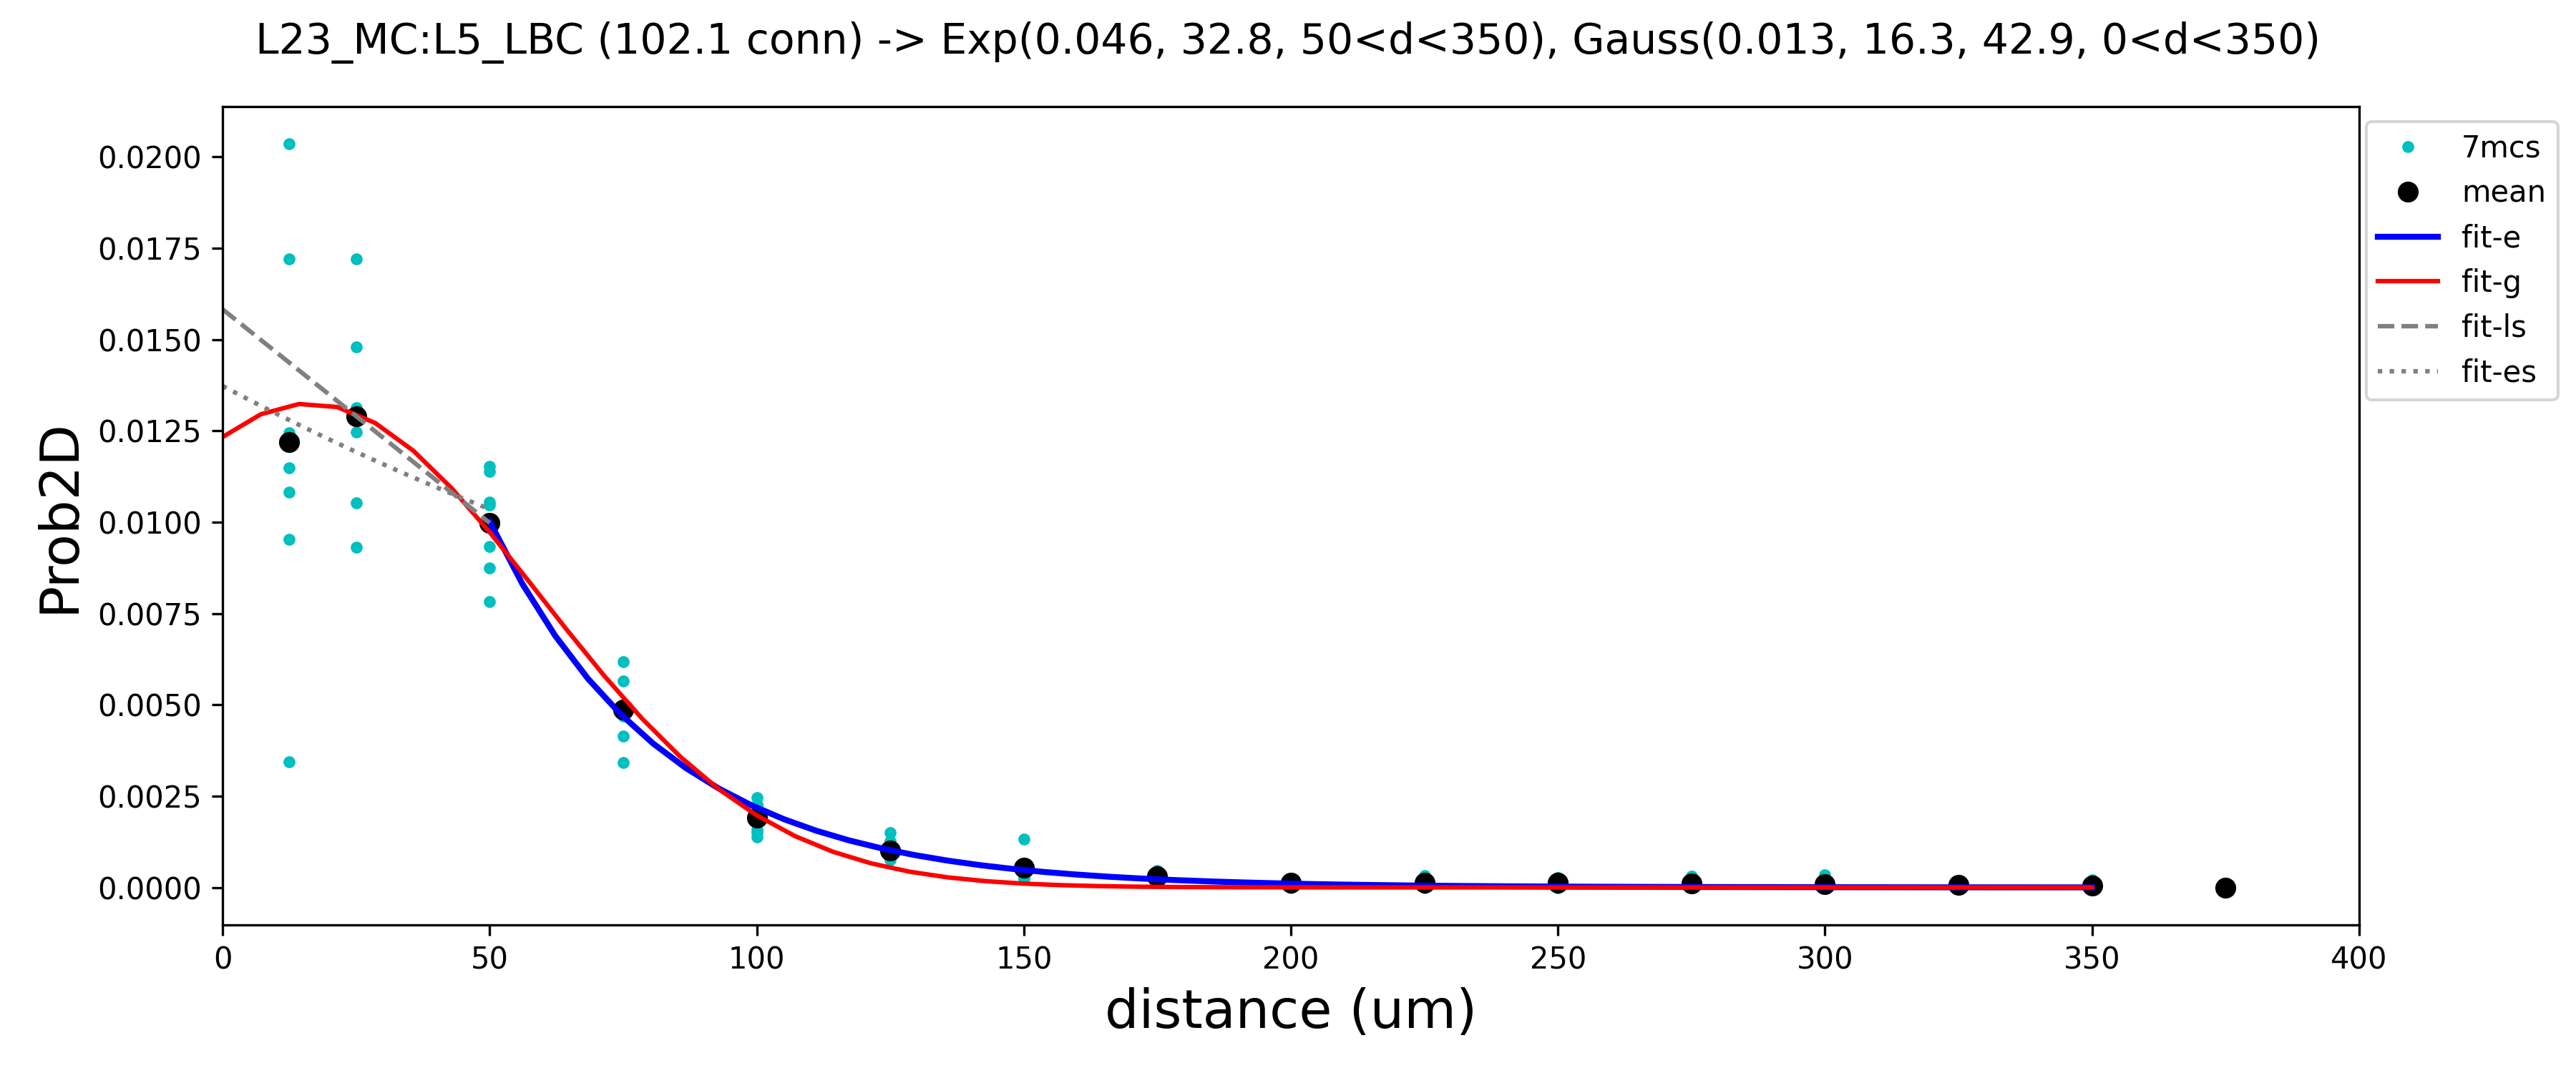 L23_MC:L5_LBC (102.1 conn) -> Exp(0.046, 32.8, 50<d<350), Gauss(0.013, 16.3, 42.9, 0<d<350)
Prob2D
0.0200
0.0175
0.0150
0.0125
0.0100
0.0075
0.0050
0.0025
0.0000
0 50 100 150 200 250 300 350 400
distance (um)
7mcs
mean
fit-e
fit-g
fit-ls
fit-es